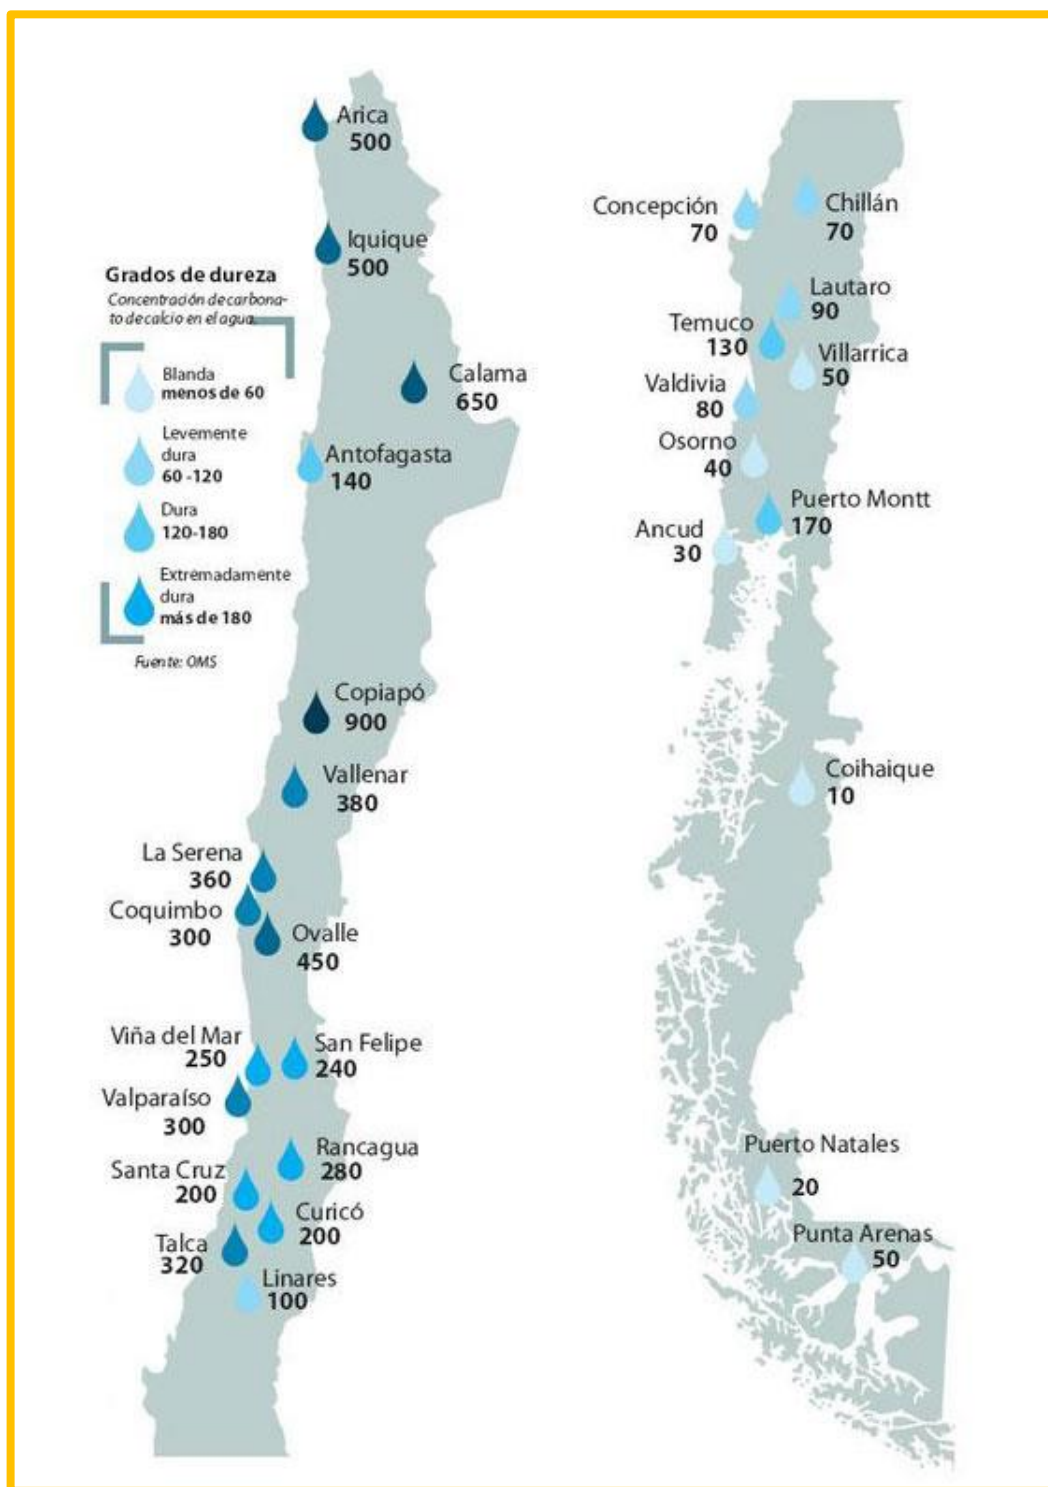 Arica
500
Iquique
500
Grados de dureza
Concentración de carbona-
to de calcio en el agua.
Blanda
menos de 60
Levemente
dura
60 -120
Dura
120-180
Extremadamente
dura
más de 180
Fuente: OMS
Calama
650
Antofagasta
140
Copiapó
900
Vallenar
380
La Serena
360
Coquimbo
300
Ovalle
450
Viña del Mar
250
San Felipe
240
Valparaíso
300
Rancagua
280
Santa Cruz
200
Curicó
200
Talca
320
Linares
100
Concepción
70
Chillán
70
Lautaro
90
Temuco
130
Villarrica
50
Valdivia
80
Osorno
40
Puerto Montt
170
Ancud
30
Coihaique
10
Puerto Natales
20
Punta Arenas
50